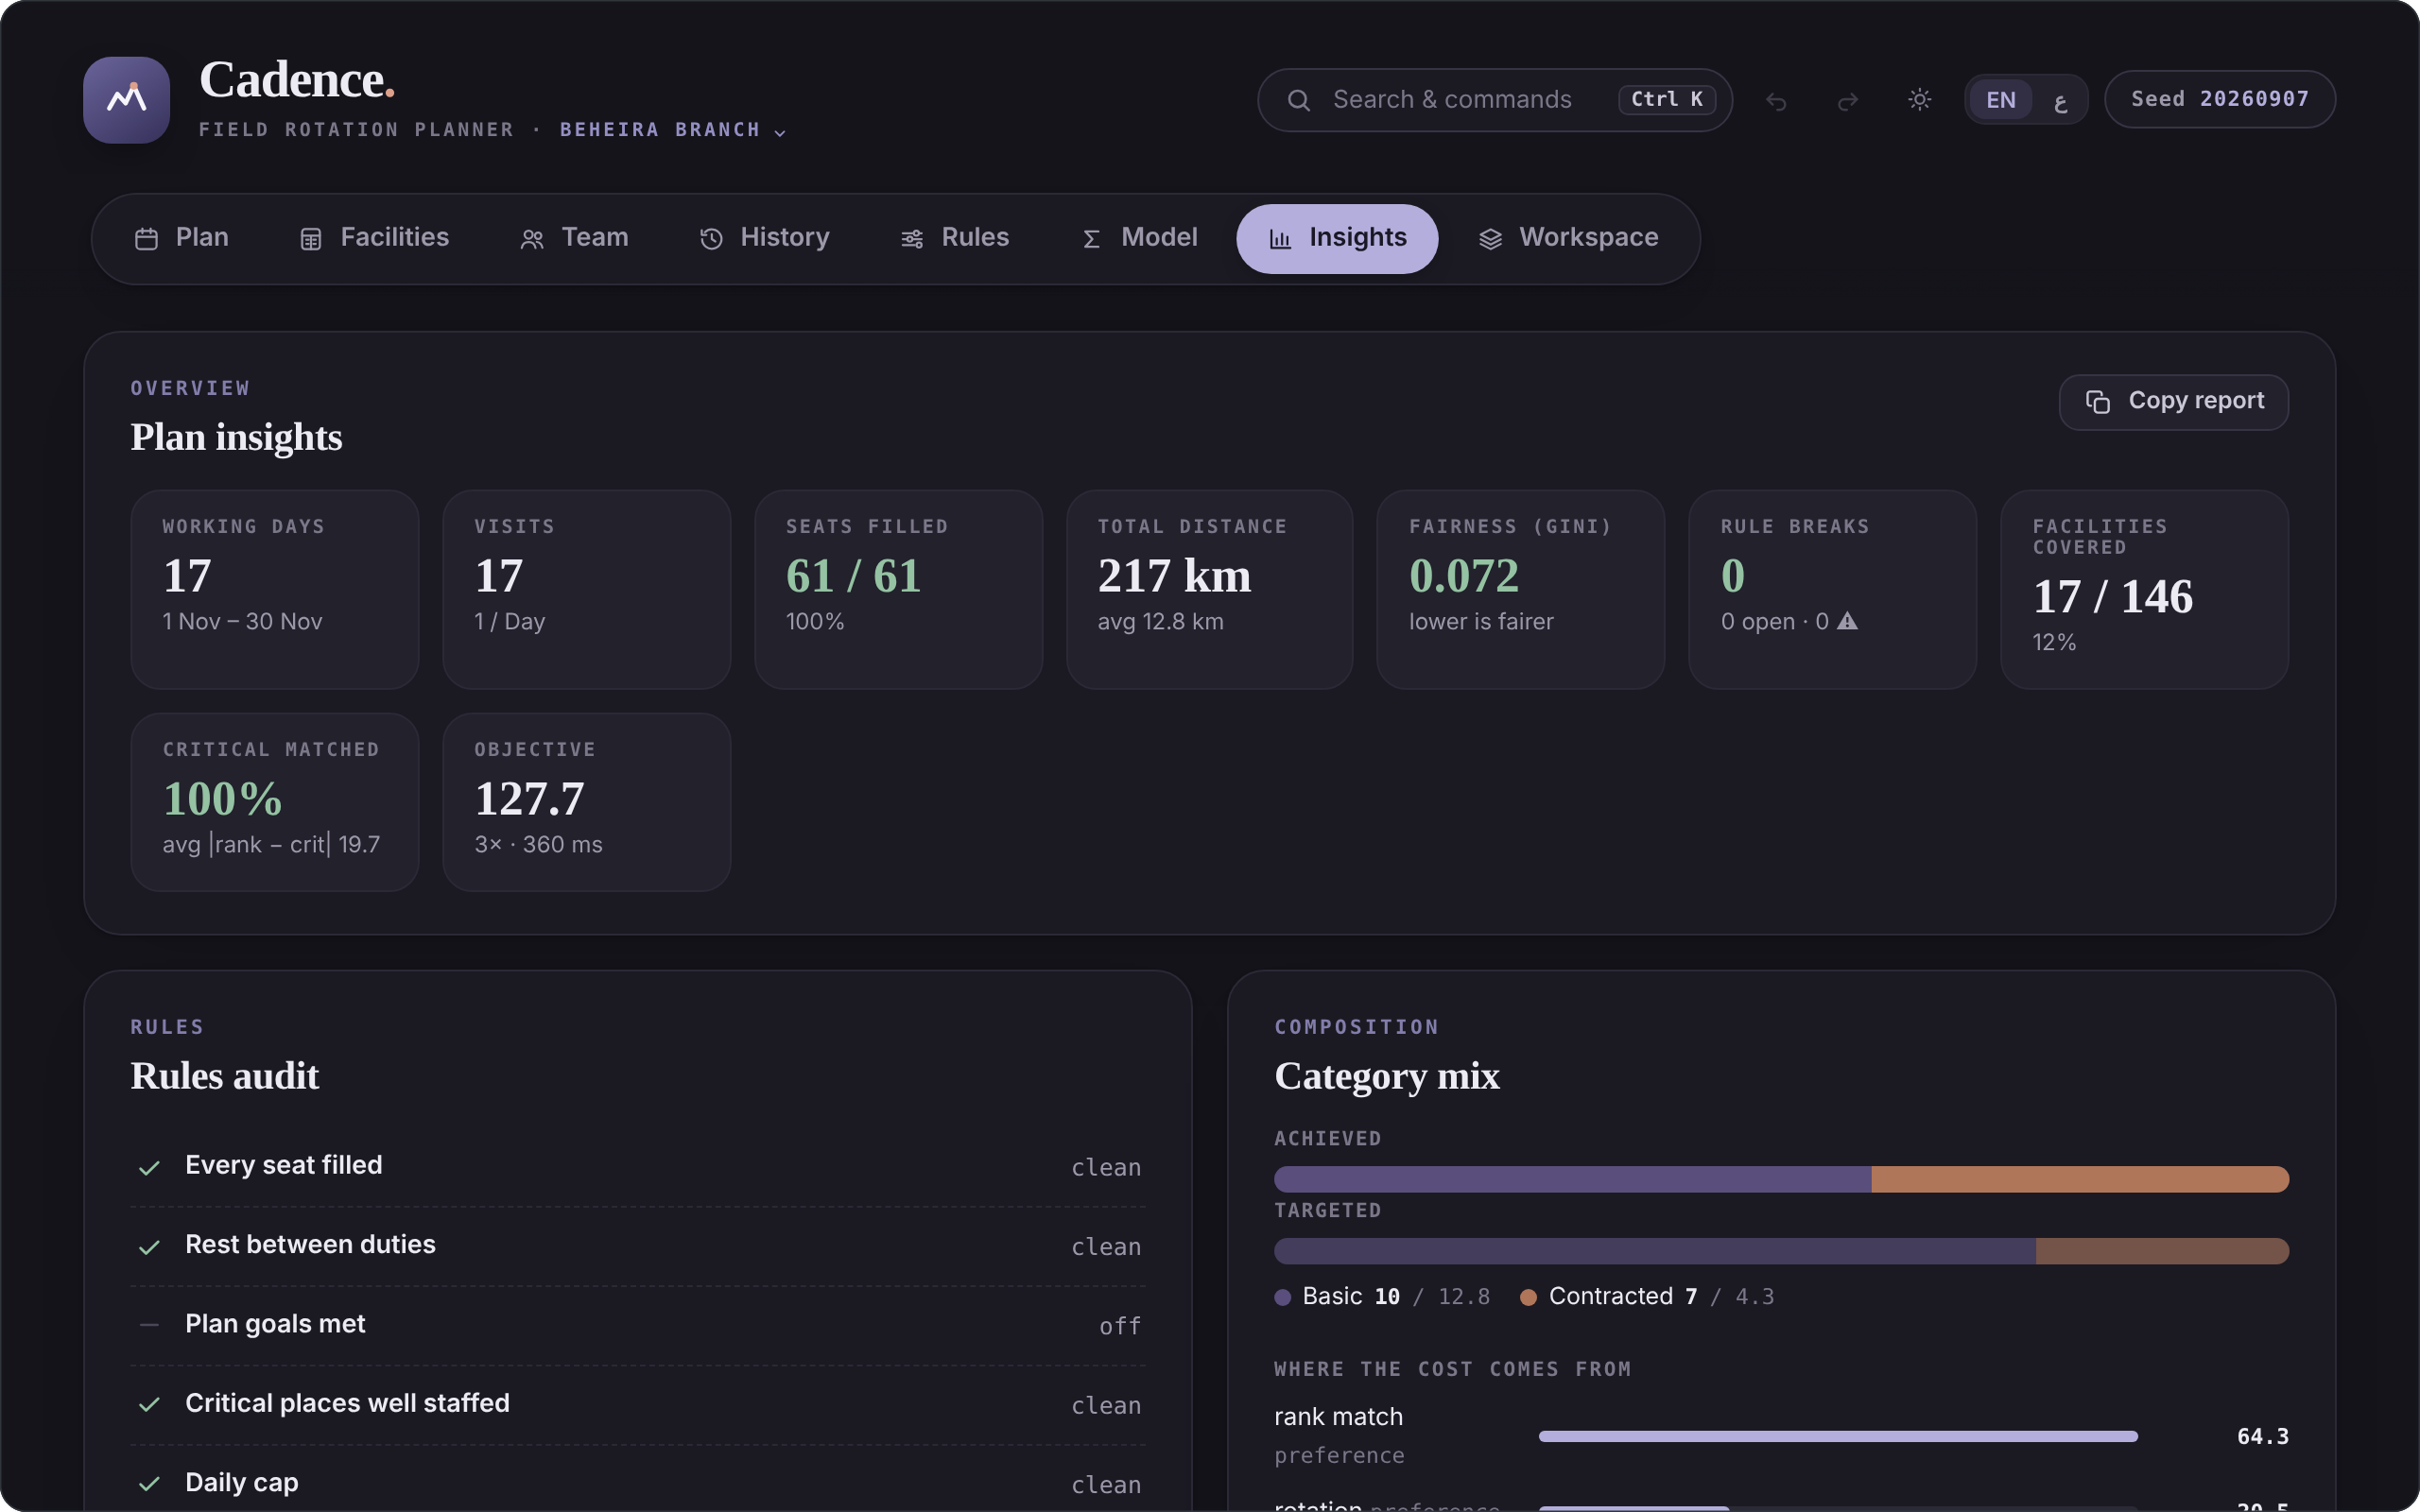 Cadence.
FIELD ROTATION PLANNER · BEHEIRA BRANCH
Search & commands Ctrl K
EN ع
Seed 20260907
Plan Facilities Team History Rules Model Insights Workspace
OVERVIEW
Plan insights
Copy report
WORKING DAYS
17
1 Nov – 30 Nov
VISITS
17
1 / Day
SEATS FILLED
61 / 61
100%
TOTAL DISTANCE
217 km
avg 12.8 km
FAIRNESS (GINI)
0.072
lower is fairer
RULE BREAKS
0
0 open · 0 ⚠
FACILITIES
COVERED
17 / 146
12%
CRITICAL MATCHED
100%
avg |rank − crit| 19.7
OBJECTIVE
127.7
3× · 360 ms
RULES
Rules audit
Every seat filled clean
Rest between duties clean
Plan goals met off
Critical places well staffed clean
Daily cap clean
COMPOSITION
Category mix
ACHIEVED
TARGETED
Basic 10 / 12.8 Contracted 7 / 4.3
WHERE THE COST COMES FROM
rank match
preference
64.3
rotation preference 20.5